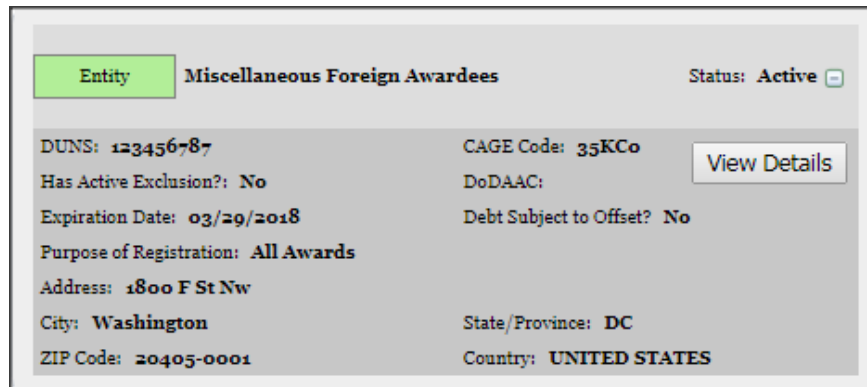 Entity Miscellaneous Foreign Awardees Status: Active
DUNS: 123456787 CAGE Code: 35KC0 View Details
Has Active Exclusion?: No DoDAAC:
Expiration Date: 03/29/2018 Debt Subject to Offset? No
Purpose of Registration: All Awards
Address: 1800 F St Nw
City: Washington State/Province: DC
ZIP Code: 20405-0001 Country: UNITED STATES